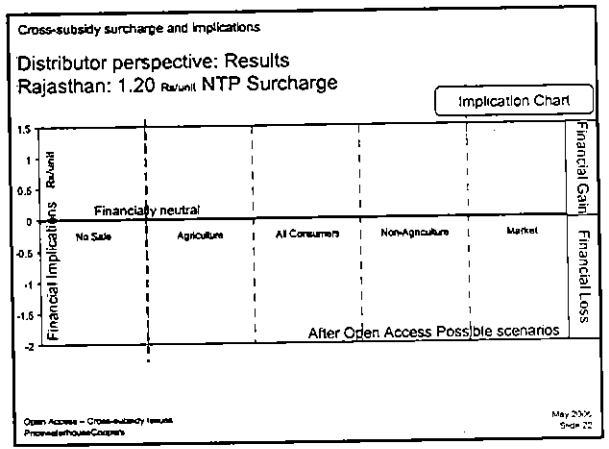 Cross-subsidy surcharge and implications
Distributor perspective: Results
Rajasthan: 1.20 Rs/unit NTP Surcharge
Implication Chart
1.5
1
0.5
0
-0.5
-1
-1.5
-2
Financial Implications Rs/unit
Financially neutral
No Sale
Agriculture
All Consumers
Non-Agriculture
Market
Financial Gain
Financial Loss
After Open Access Possible scenarios
Open Access – Cross-subsidy Issues
PricewaterhouseCoopers
May
Slide 22